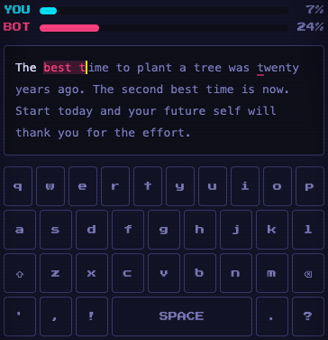 YOU 7%
BOT 24%
The best time to plant a tree was twenty
years ago. The second best time is now.
Start today and your future self will
thank you for the effort.
q w e r t y u i o p
a s d f g h j k l
⇧ z x c v b n m ⌫
' , ! SPACE . ?